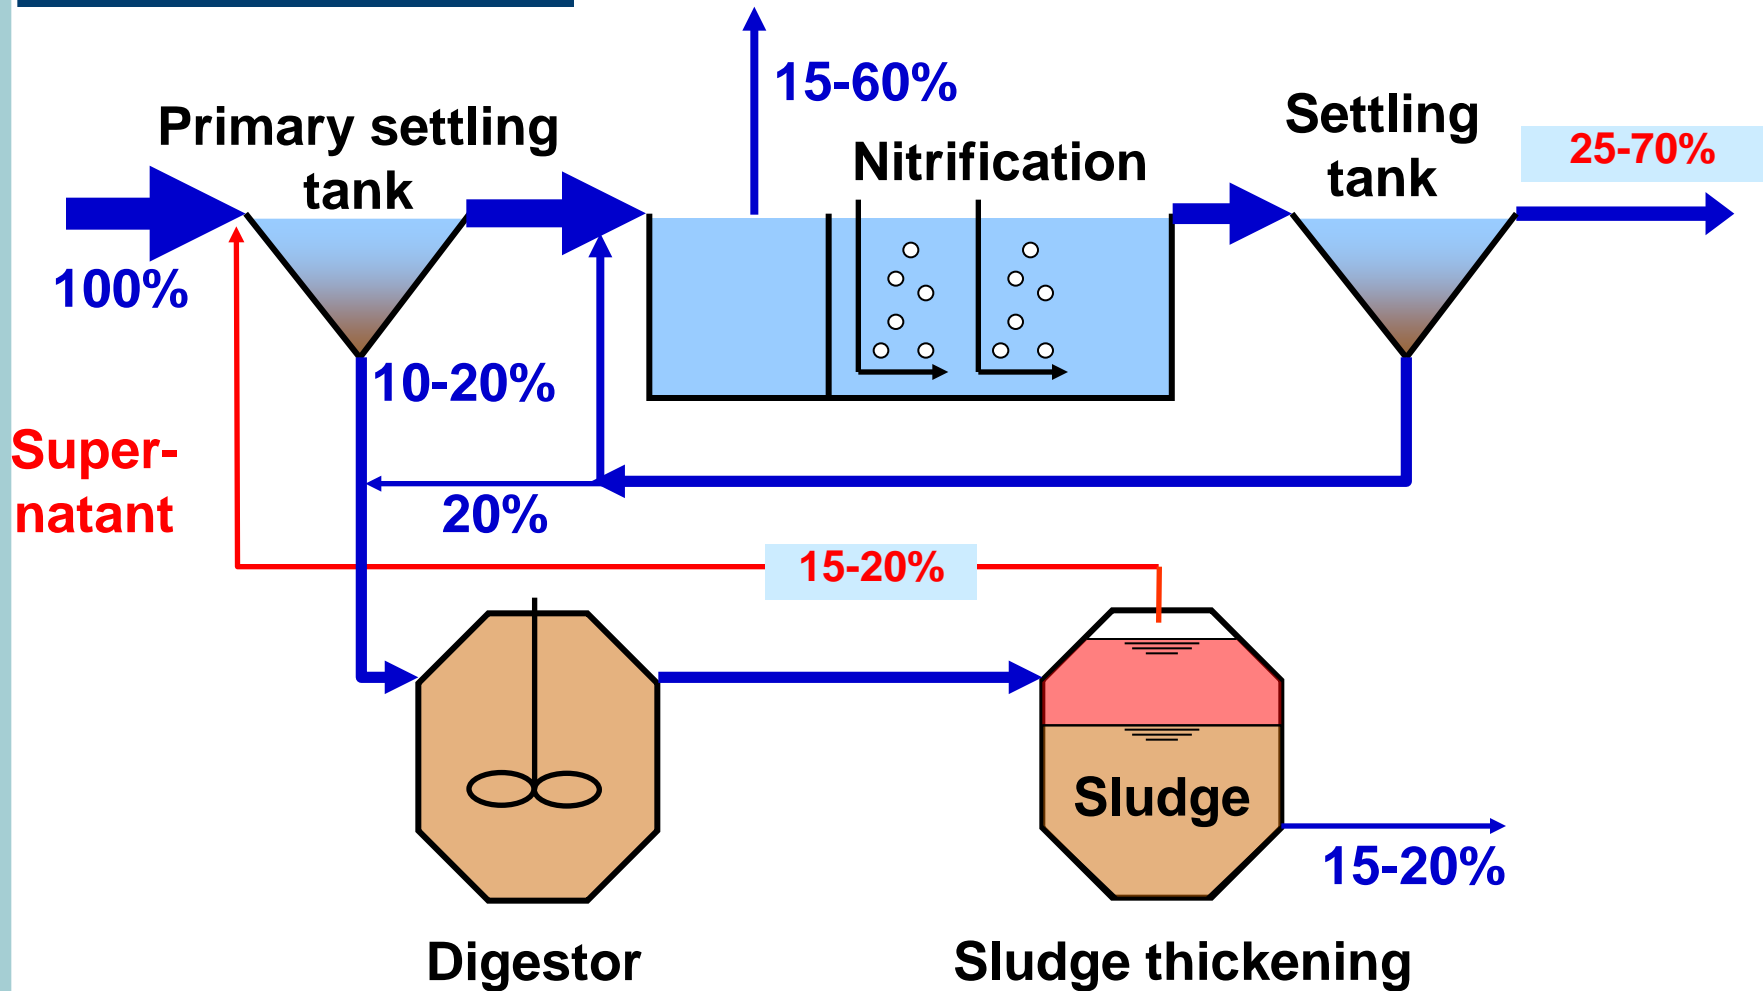 15-60%
Primary settling
tank
Nitrification
Settling
tank
25-70%
100%
10-20%
Super-
natant
20%
15-20%
Sludge
15-20%
Digestor
Sludge thickening